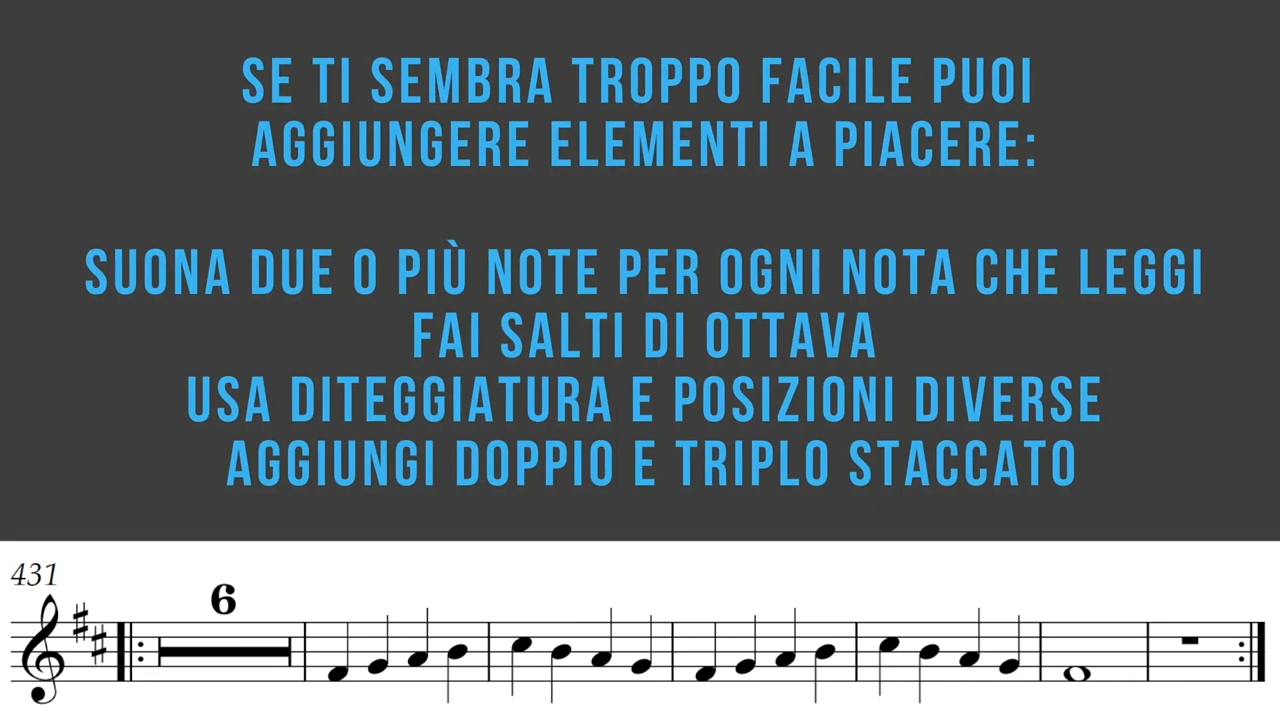 SE TI SEMBRA TROPPO FACILE PUOI
AGGIUNGERE ELEMENTI A PIACERE:
SUONA DUE O PIÙ NOTE PER OGNI NOTA CHE LEGGI
FAI SALTI DI OTTAVA
USA DITEGGIATURA E POSIZIONI DIVERSE
AGGIUNGI DOPPIO E TRIPLO STACCATO
431
6